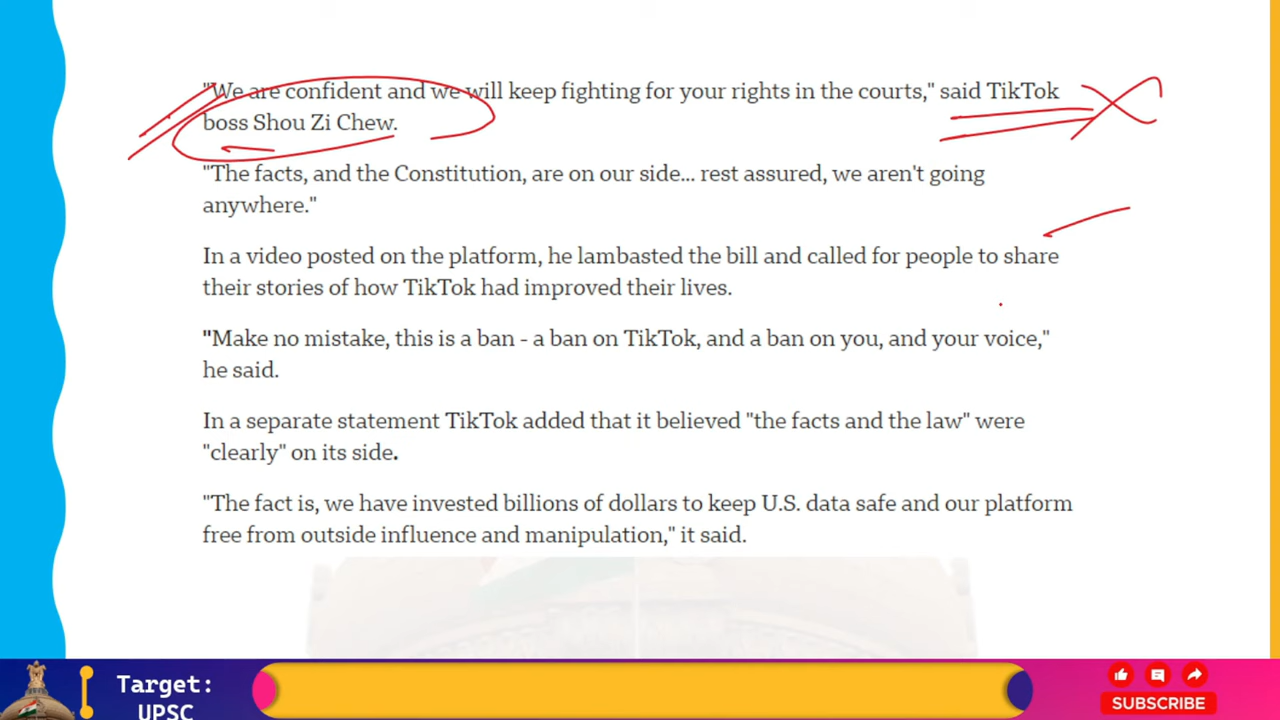 "We are confident and we will keep fighting for your rights in the courts," said TikTok
boss Shou Zi Chew.
"The facts, and the Constitution, are on our side... rest assured, we aren't going
anywhere."
In a video posted on the platform, he lambasted the bill and called for people to share
their stories of how TikTok had improved their lives.
"Make no mistake, this is a ban - a ban on TikTok, and a ban on you, and your voice,"
he said.
In a separate statement TikTok added that it believed "the facts and the law" were
"clearly" on its side.
"The fact is, we have invested billions of dollars to keep U.S. data safe and our platform
free from outside influence and manipulation," it said.
Target:
UPSC
SUBSCRIBE